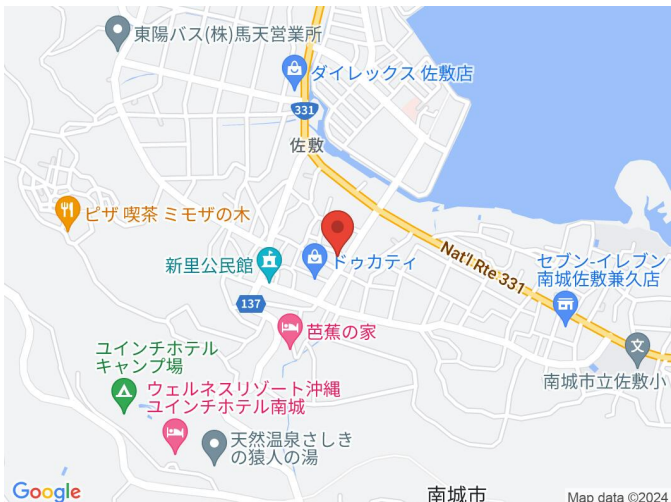 東陽バス(株)馬天営業所
ダイレックス 佐敷店
331
佐敷
ピザ 喫茶 ミモザの木
新里公民館
ドゥカティ
Nat'l Rte 331
セブン-イレブン
南城佐敷兼久店
137
芭蕉の家
ユインチホテル
キャンプ場
南城市立佐敷小
ウェルネスリゾート沖縄
ユインチホテル南城
天然温泉さしき
の猿人の湯
南城市
Google
Map data ©2024